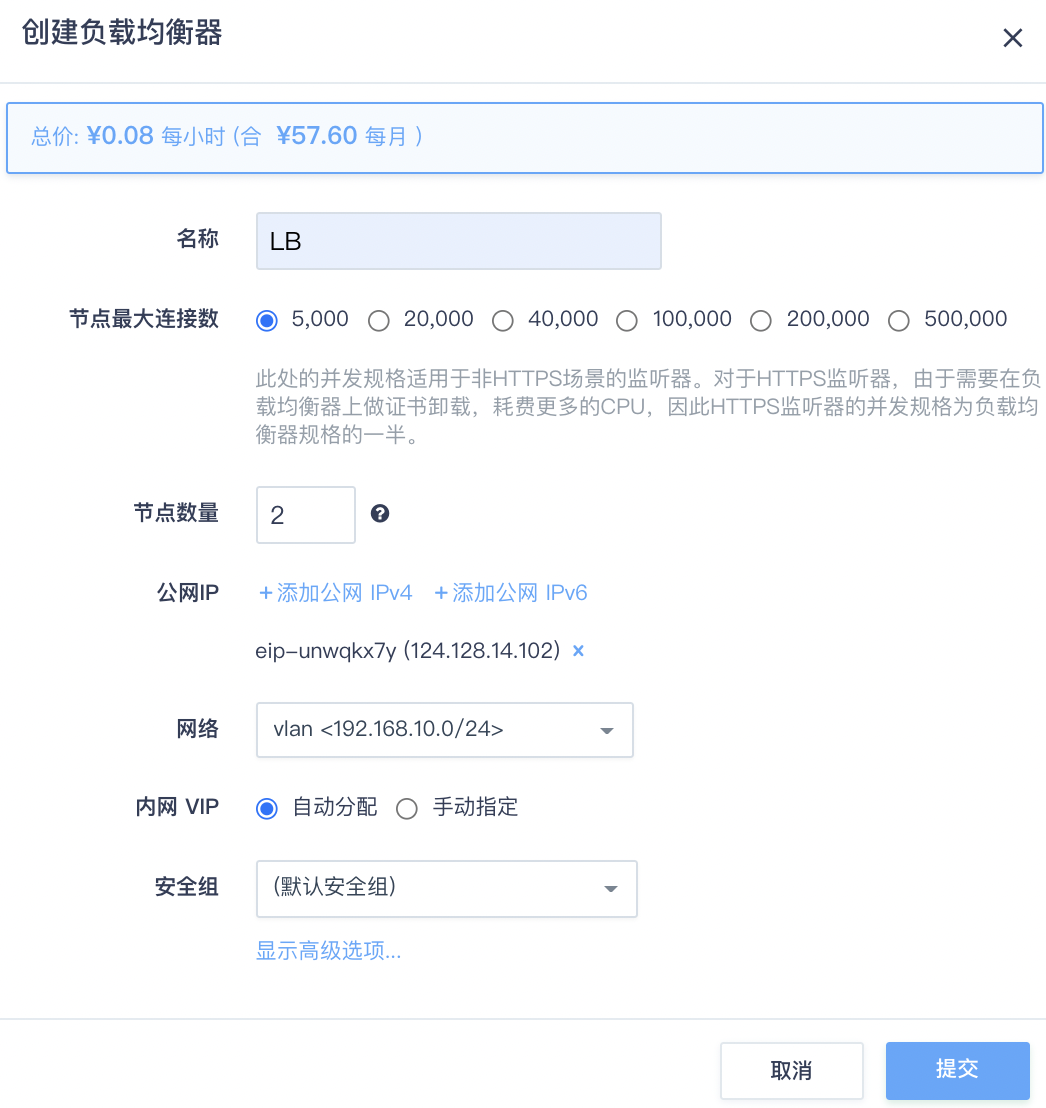 创建负载均衡器
总价: ¥0.08 每小时 (合 ¥57.60 每月 )
名称 LB
节点最大连接数 5,000 20,000 40,000 100,000 200,000 500,000
此处的并发规格适用于非HTTPS场景的监听器。对于HTTPS监听器，由于需要在负
载均衡器上做证书卸载，耗费更多的CPU，因此HTTPS监听器的并发规格为负载均
衡器规格的一半。
节点数量 2
公网IP +添加公网 IPv4 +添加公网 IPv6
eip-unwqkx7y (124.128.14.102) ×
网络 vlan <192.168.10.0/24>
内网 VIP 自动分配 手动指定
安全组 (默认安全组)
显示高级选项...
取消 提交